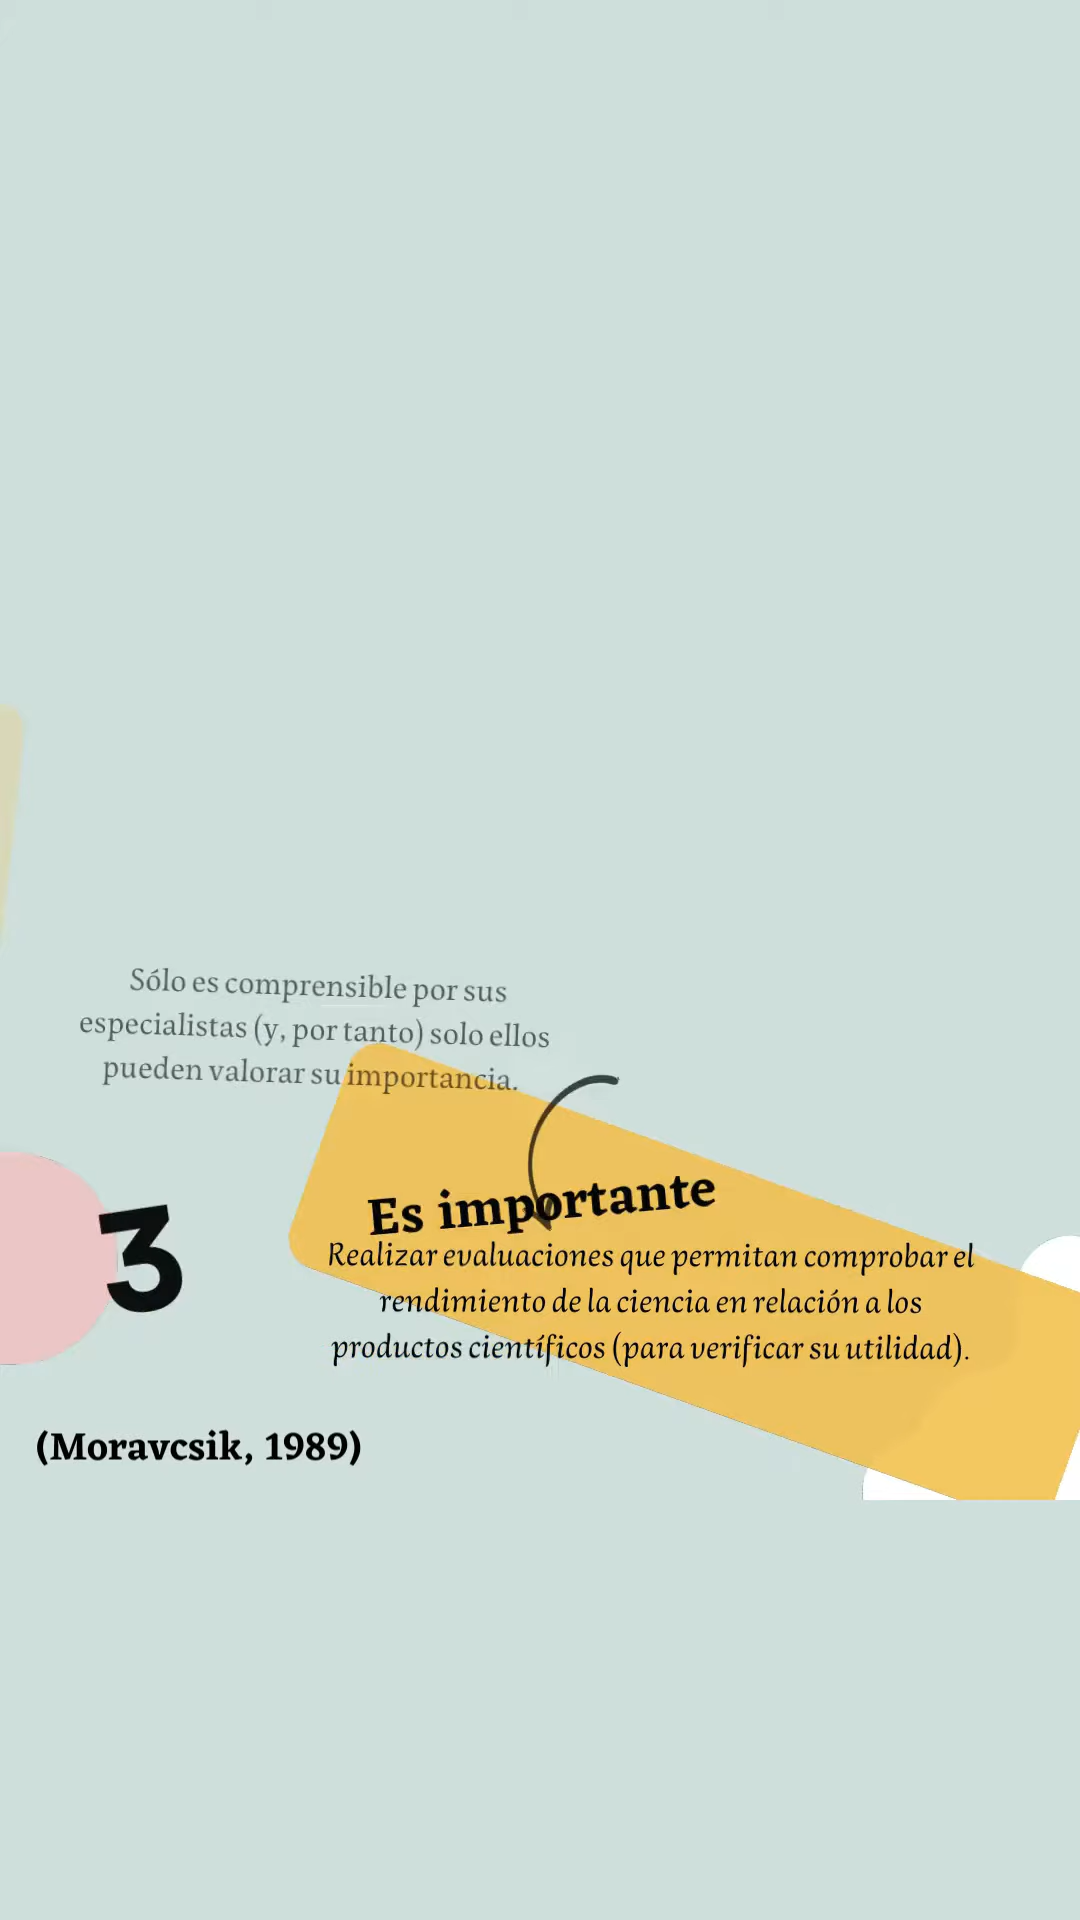 Sólo es comprensible por sus
especialistas (y, por tanto) solo ellos
pueden valorar su importancia.
3
Es importante
Realizar evaluaciones que permitan comprobar el
rendimiento de la ciencia en relación a los
productos científicos (para verificar su utilidad).
(Moravcsik, 1989)